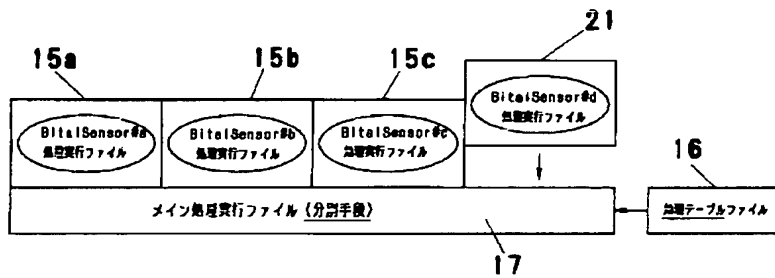 21
15a 15b 15c
BitalSensor#a BitalSensor#b BitalSensor#c BitalSensor#d
処理実行ファイル 処理実行ファイル 処理実行ファイル 処理実行ファイル
16
メイン処理実行ファイル (分別手段) 処理テーブルファイル
17